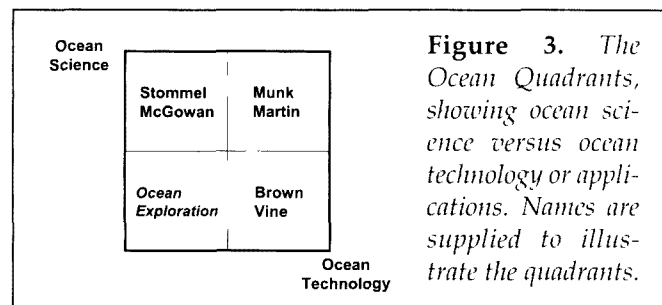 Ocean
Science
Stommel
McGowan
Munk
Martin
Ocean
Exploration
Brown
Vine
Ocean
Technology
Figure 3. The
Ocean Quadrants,
showing ocean sci-
ence versus ocean
technology or appli-
cations. Names are
supplied to illus-
trate the quadrants.